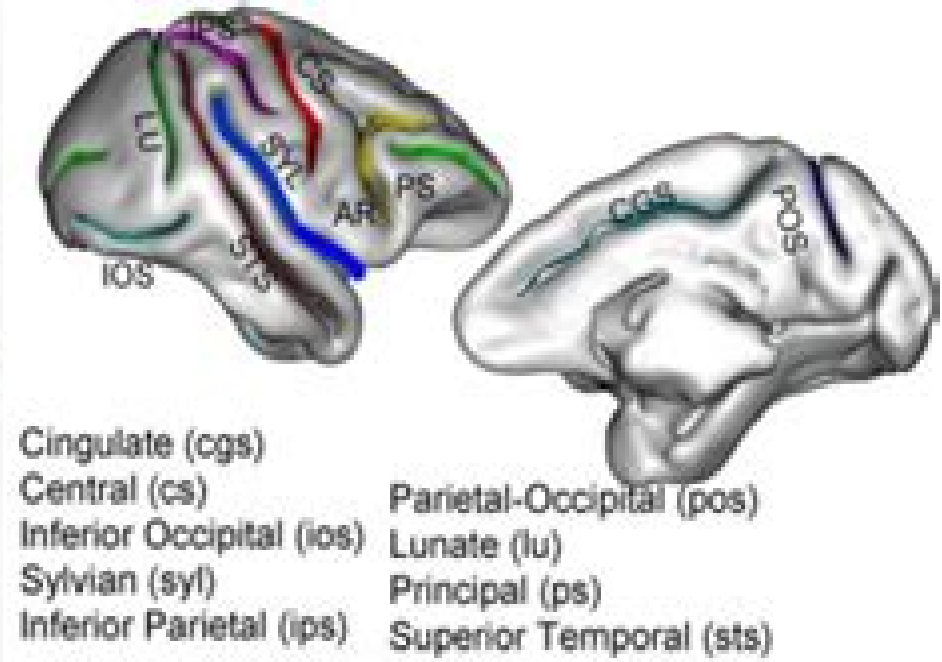 IPS
CS
LU
SYL
PS
AR
STS
IOS
CGS
POS
Cingulate (cgs)
Central (cs)
Inferior Occipital (ios)
Sylvian (syl)
Inferior Parietal (ips)
Parietal-Occipital (pos)
Lunate (lu)
Principal (ps)
Superior Temporal (sts)